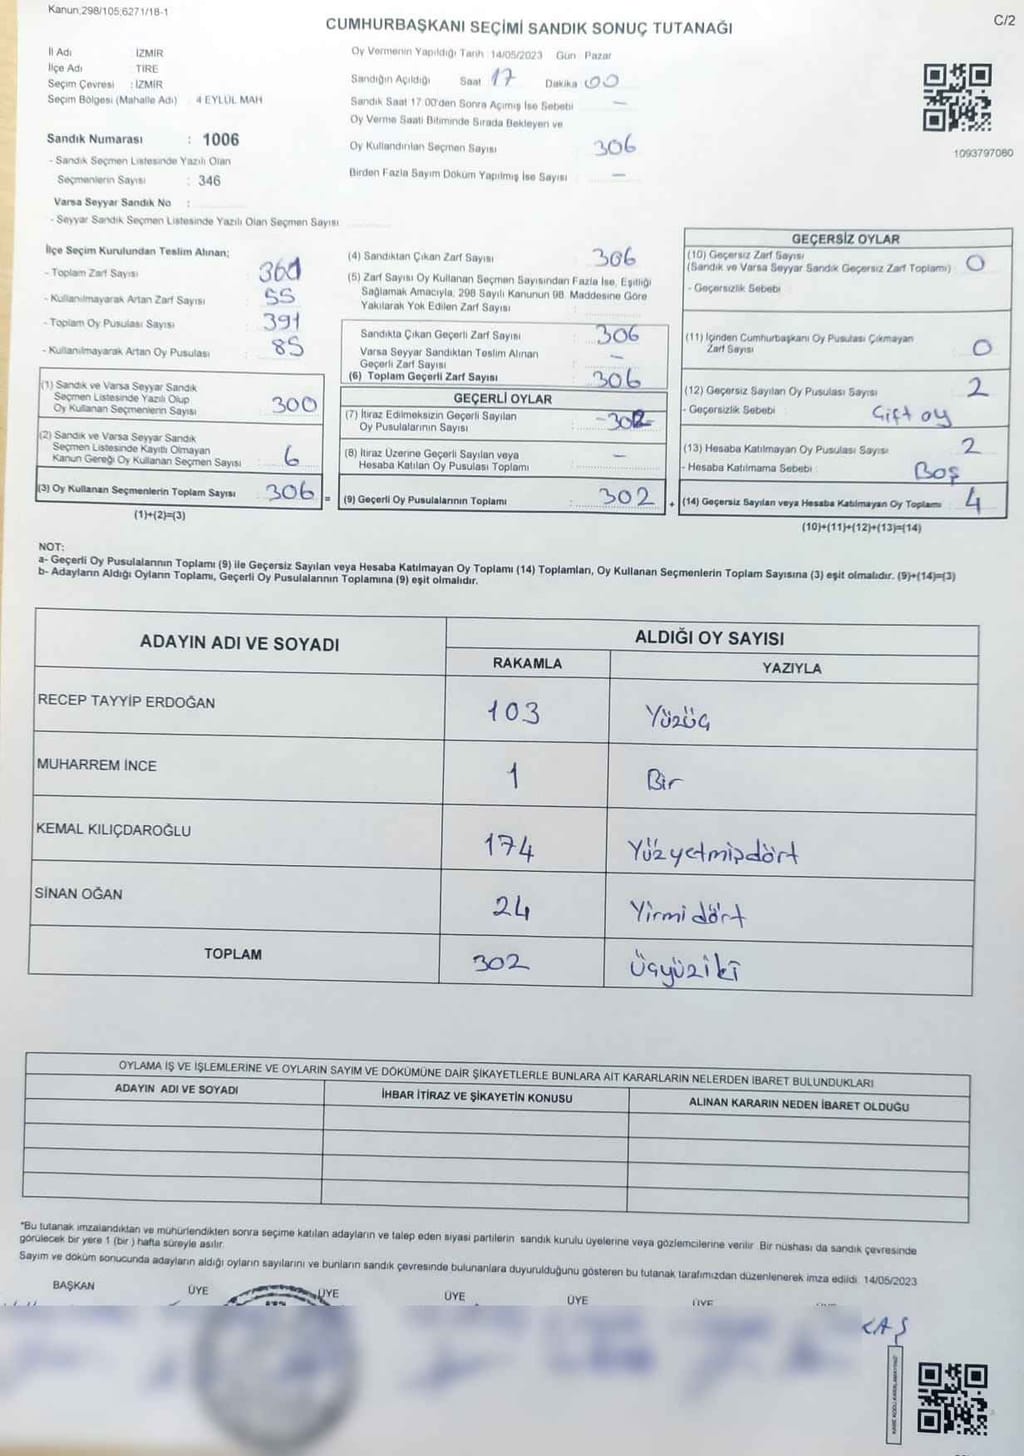 Kanun;298/105;6271/18-1
C/2
CUMHURBAŞKANI SEÇİMİ SANDIK SONUÇ TUTANAĞI
İl Adı İZMİR
İlçe Adı TİRE
Seçim Çevresi : İZMİR
Seçim Bölgesi (Mahalle Adı) 4 EYLÜL MAH
Sandık Numarası : 1006
- Sandık Seçmen Listesinde Yazılı Olan
Seçmenlerin Sayısı : 346
Varsa Seyyar Sandık No :
- Seyyar Sandık Seçmen Listesinde Yazılı Olan Seçmen Sayısı
Oy Vermenin Yapıldığı Tarih : 14/05/2023 Gün Pazar
Sandığın Açıldığı Saat 17 Dakika 00
Sandık Saat 17.00'den Sonra Açımış İse Sebebi —
Oy Verme Saati Bitiminde Sırada Bekleyen ve
Oy Kullandırılan Seçmen Sayısı 306
Birden Fazla Sayım Döküm Yapılmış İse Sayısı —
1093797060
İlçe Seçim Kurulundan Teslim Alınan;
- Toplam Zarf Sayısı 361
- Kullanılmayarak Artan Zarf Sayısı : 55
- Toplam Oy Pusulası Sayısı : 391
- Kullanılmayarak Artan Oy Pusulası : 85
(1) Sandık ve Varsa Seyyar Sandık
Seçmen Listesinde Yazılı Olup
Oy Kullanan Seçmenlerin Sayısı : 300
(2) Sandık ve Varsa Seyyar Sandık
Seçmen Listesinde Kayıtlı Olmayan
Kanun Gereği Oy Kullanan Seçmen Sayısı : 6
(3) Oy Kullanan Seçmenlerin Toplam Sayısı : 306 =
(1)+(2)=(3)
(4) Sandıktan Çıkan Zarf Sayısı : 306
(5) Zarf Sayısı Oy Kullanan Seçmen Sayısından Fazla İse, Eşitliği
Sağlamak Amacıyla, 298 Sayılı Kanunun 98. Maddesine Göre
Yakılarak Yok Edilen Zarf Sayısı :
Sandıkta Çıkan Geçerli Zarf Sayısı : 306
Varsa Seyyar Sandıktan Teslim Alınan
Geçerli Zarf Sayısı : —
(6) Toplam Geçerli Zarf Sayısı : 306
GEÇERLİ OYLAR
(7) İtiraz Edilmeksizin Geçerli Sayılan
Oy Pusulalarının Sayısı : -302-
(8) İtiraz Üzerine Geçerli Sayılan veya
Hesaba Katılan Oy Pusulası Toplamı : —
(9) Geçerli Oy Pusulalarının Toplamı : 302 +
GEÇERSİZ OYLAR
(10) Geçersiz Zarf Sayısı
(Sandık ve Varsa Seyyar Sandık Geçersiz Zarf Toplamı) : 0
- Geçersizlik Sebebi :
(11) İçinden Cumhurbaşkanı Oy Pusulası Çıkmayan
Zarf Sayısı : 0
(12) Geçersiz Sayılan Oy Pusulası Sayısı : 2
- Geçersizlik Sebebi : Çift oy
(13) Hesaba Katılmayan Oy Pusulası Sayısı : 2
- Hesaba Katılmama Sebebi : Boş
(14) Geçersiz Sayılan veya Hesaba Katılmayan Oy Toplamı : 4
(10)+(11)+(12)+(13)=(14)
NOT:
a- Geçerli Oy Pusulalarının Toplamı (9) ile Geçersiz Sayılan veya Hesaba Katılmayan Oy Toplamı (14) Toplamları, Oy Kullanan Seçmenlerin Toplam Sayısına (3) eşit olmalıdır. (9)+(14)=(3)
b- Adayların Aldığı Oyların Toplamı, Geçerli Oy Pusulalarının Toplamına (9) eşit olmalıdır.
ADAYIN ADI VE SOYADI
ALDIĞI OY SAYISI
RAKAMLA YAZIYLA
RECEP TAYYİP ERDOĞAN 103 Yüzüç
MUHARREM İNCE 1 Bir
KEMAL KILIÇDAROĞLU 174 Yüzyetmişdört
SİNAN OĞAN 24 Yirmi dört
TOPLAM 302 Üçyüziki
OYLAMA İŞ VE İŞLEMLERİNE VE OYLARIN SAYIM VE DÖKÜMÜNE DAİR ŞİKAYETLERLE BUNLARA AİT KARARLARIN NELERDEN İBARET BULUNDUKLARI
ADAYIN ADI VE SOYADI İHBAR İTİRAZ VE ŞİKAYETİN KONUSU ALINAN KARARIN NEDEN İBARET OLDUĞU
*Bu tutanak imzalandıktan ve mühürlendikten sonra seçime katılan adayların ve talep eden siyasi partilerin sandık kurulu üyelerine veya gözlemcilerine verilir. Bir nüshası da sandık çevresinde
görülecek bir yere 1 (bir ) hafta süreyle asılır.
Sayım ve döküm sonucunda adayların aldığı oyların sayılarını ve bunların sandık çevresinde bulunanlara duyurulduğunu gösteren bu tutanak tarafımızdan düzenlenerek imza edildi. 14/05/2023
BAŞKAN ÜYE ÜYE ÜYE ÜYE ÜYE